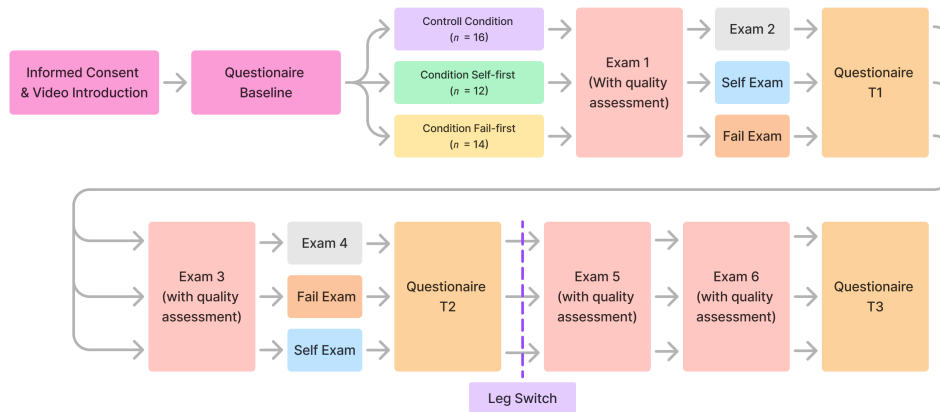 Informed Consent
& Video Introduction
Questionaire
Baseline
Controll Condition
(n = 16)
Condition Self-first
(n = 12)
Condition Fail-first
(n = 14)
Exam 1
(With quality
assessment)
Exam 2
Self Exam
Fail Exam
Questionaire
T1
Exam 3
(with quality
assessment)
Exam 4
Fail Exam
Self Exam
Questionaire
T2
Exam 5
(with quality
assessment)
Exam 6
(with quality
assessment)
Questionaire
T3
Leg Switch